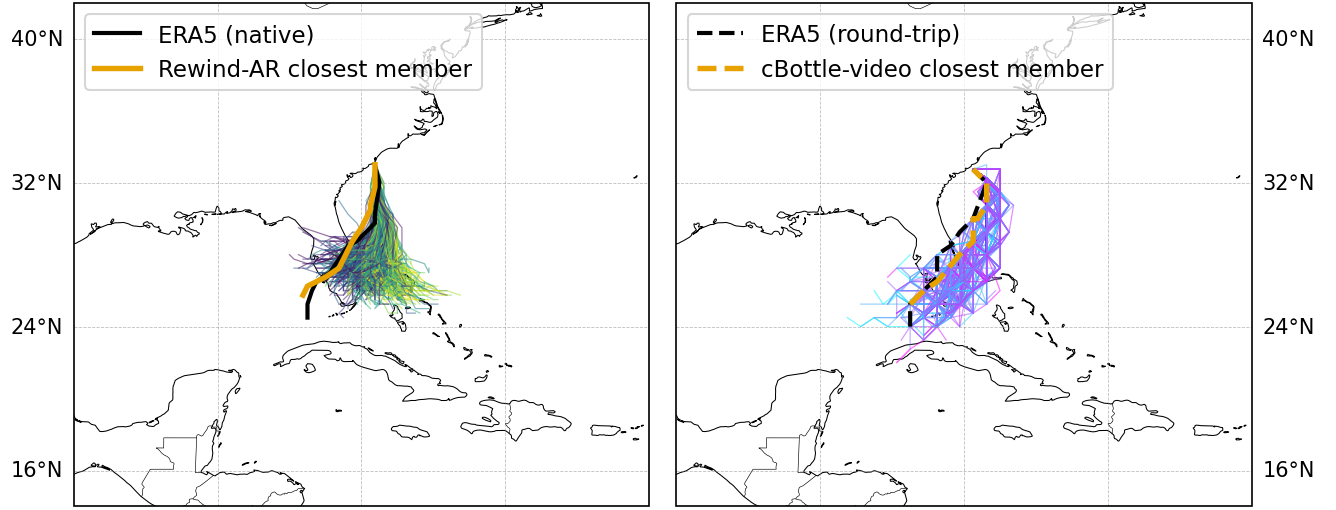 ERA5 (native)
Rewind-AR closest member
ERA5 (round-trip)
cBottle-video closest member
40°N
32°N
24°N
16°N
40°N
32°N
24°N
16°N